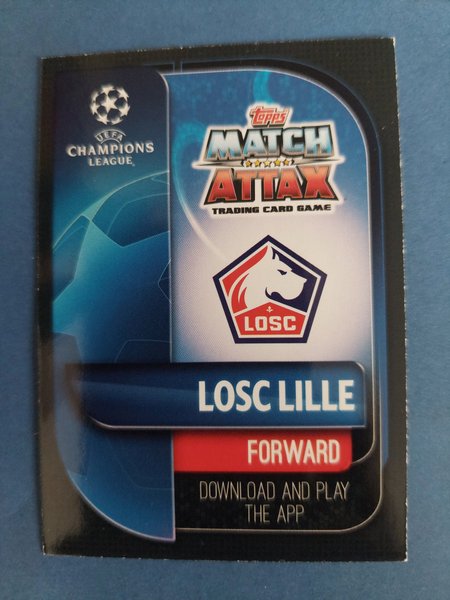 UEFA
CHAMPIONS
LEAGUE
Topps
MATCH
ATTAX
TRADING CARD GAME
LOSC
LOSC LILLE
FORWARD
DOWNLOAD AND PLAY
THE APP